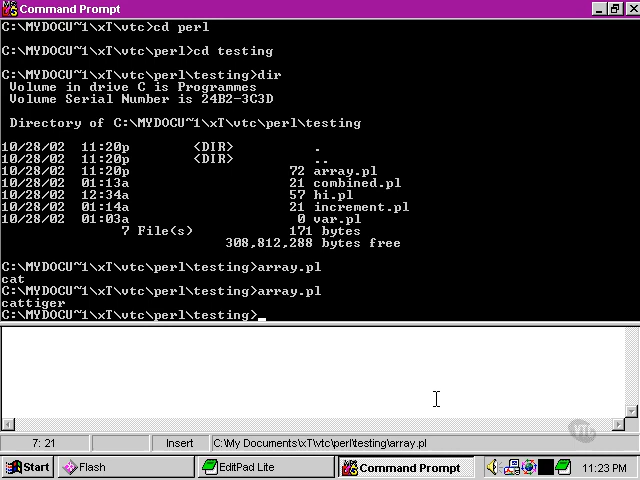 Command Prompt
C:\MYDOCU~1\xT\vtc>cd perl
C:\MYDOCU~1\xT\vtc\perl>cd testing
C:\MYDOCU~1\xT\vtc\perl\testing>dir
Volume in drive C is Programmes
Volume Serial Number is 24B2-3C3D
Directory of C:\MYDOCU~1\xT\vtc\perl\testing
10/28/02  11:20p        <DIR>          .
10/28/02  11:20p        <DIR>          ..
10/28/02  11:20p                    72 array.pl
10/28/02  01:13a                    21 combined.pl
10/28/02  12:34a                    57 hi.pl
10/28/02  01:14a                    21 increment.pl
10/28/02  01:03a                     0 var.pl
7 File(s)            171 bytes
308,812,288 bytes free
C:\MYDOCU~1\xT\vtc\perl\testing>array.pl
cat
C:\MYDOCU~1\xT\vtc\perl\testing>array.pl
cattiger
C:\MYDOCU~1\xT\vtc\perl\testing>_
7: 21 Insert C:\My Documents\xT\vtc\perl\testing\array.pl
VTC
Start Flash EditPad Lite Command Prompt 11:23 PM